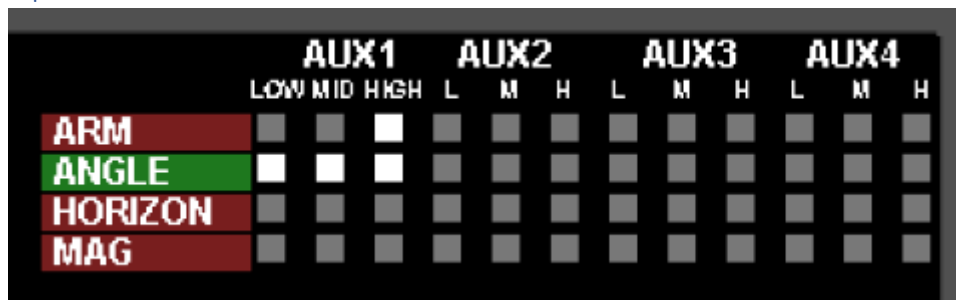 AUX1 AUX2 AUX3 AUX4
LOW MID HIGH L M H L M H L M H
ARM
ANGLE
HORIZON
MAG